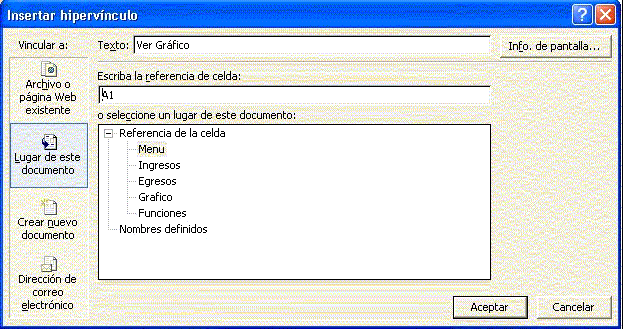 Insertar hipervínculo
Vincular a:
Texto:
Ver Gráfico
Info. de pantalla...
Archivo o
página Web
existente
Lugar de este
documento
Crear nuevo
documento
Dirección de
correo
electrónico
Escriba la referencia de celda:
A1
o seleccione un lugar de este documento:
Referencia de la celda
Menu
Ingresos
Egresos
Grafico
Funciones
Nombres definidos
Aceptar
Cancelar